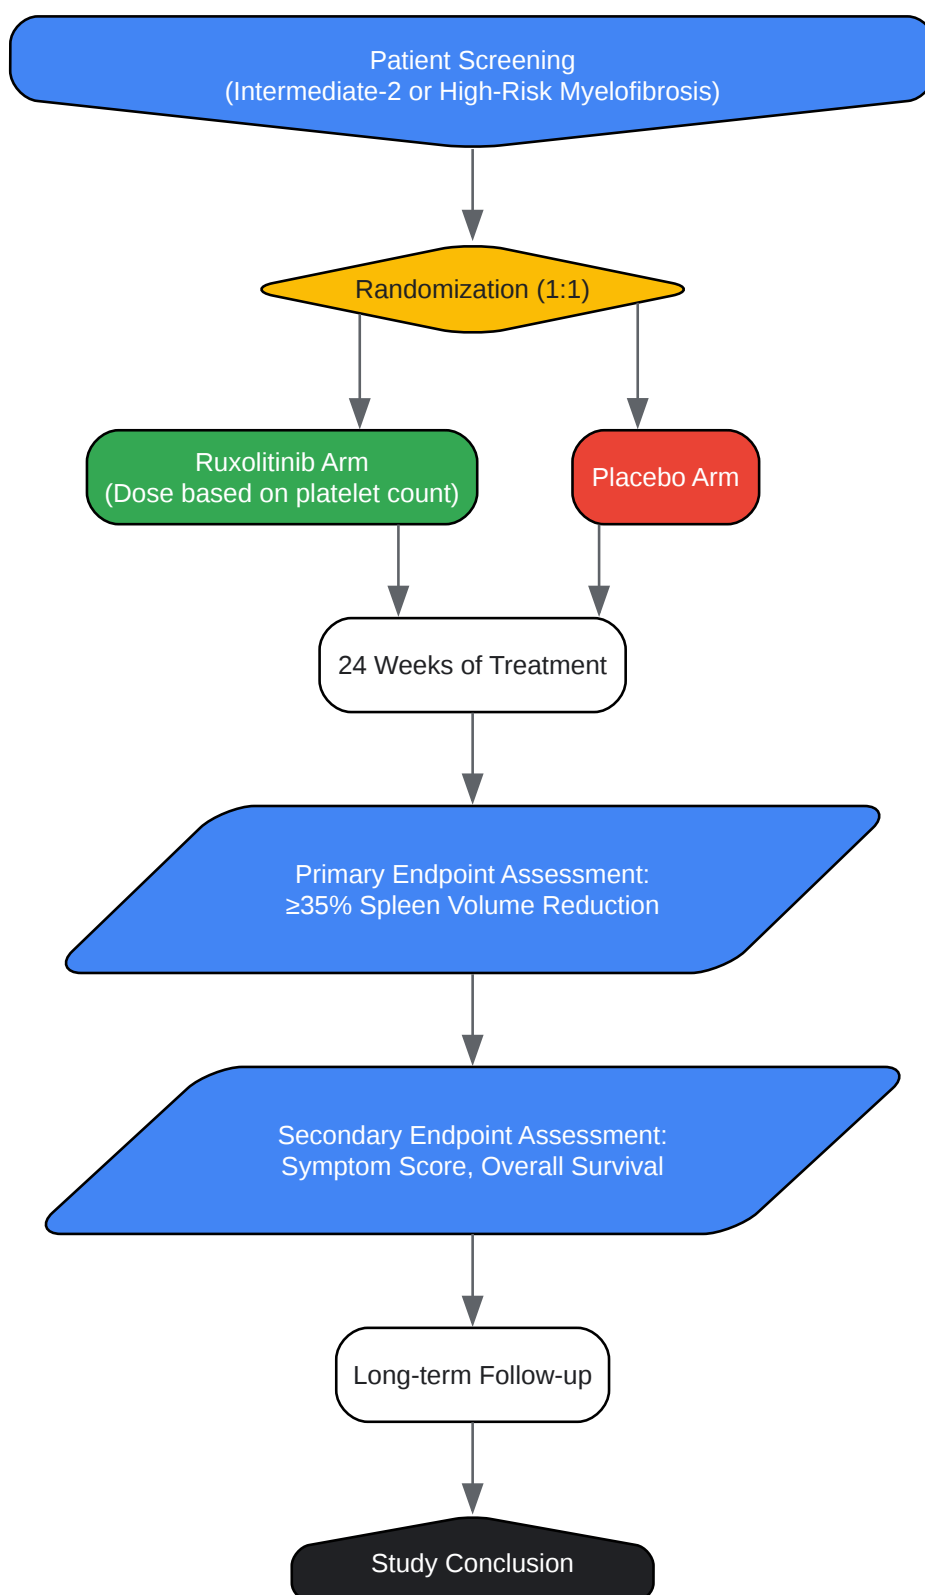 Patient Screening
(Intermediate-2 or High-Risk Myelofibrosis)
Randomization (1:1)
Ruxolitinib Arm
(Dose based on platelet count)
Placebo Arm
24 Weeks of Treatment
Primary Endpoint Assessment:
≥35% Spleen Volume Reduction
Secondary Endpoint Assessment:
Symptom Score, Overall Survival
Long-term Follow-up
Study Conclusion